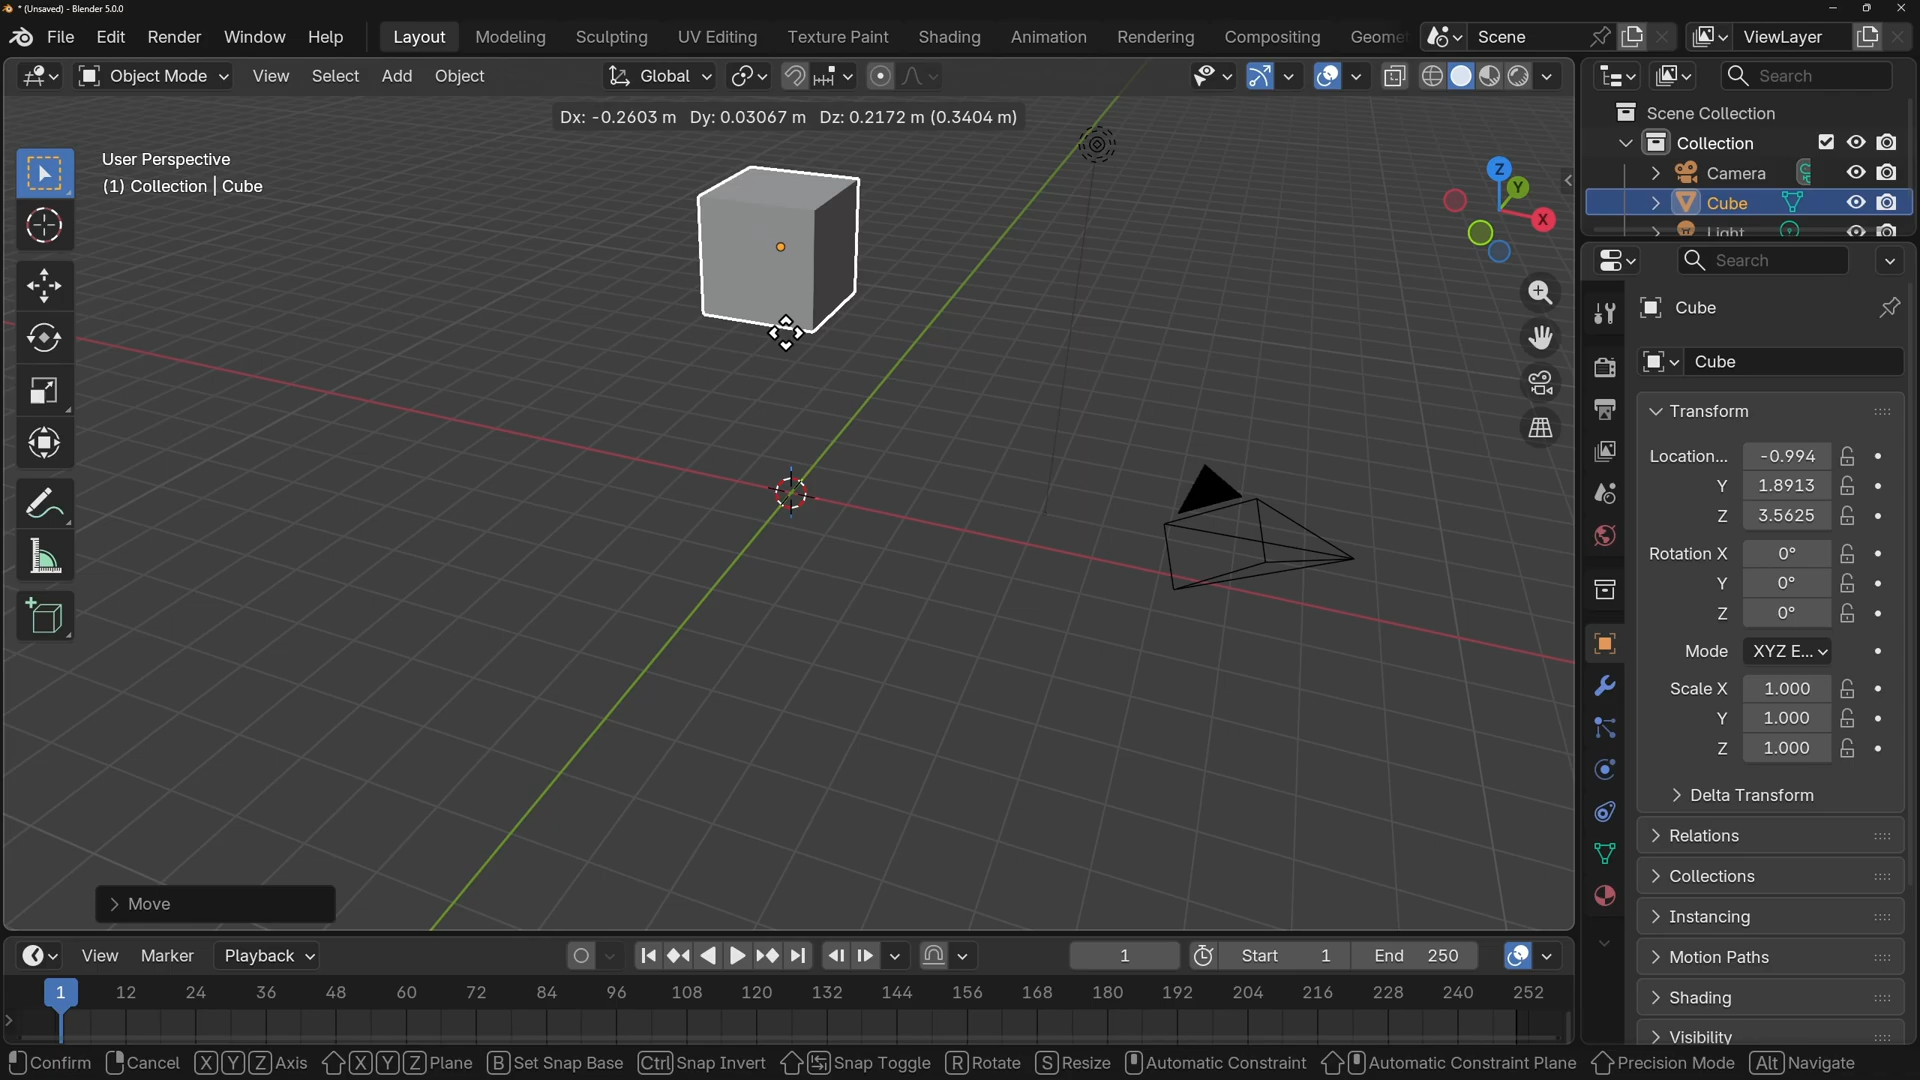 * (Unsaved) - Blender 5.0.0
File Edit Render Window Help Layout Modeling Sculpting UV Editing Texture Paint Shading Animation Rendering Compositing Geomet Scene ViewLayer
Object Mode View Select Add Object Global Search
Dx: -0.2603 m Dy: 0.03067 m Dz: 0.2172 m (0.3404 m)
User Perspective
(1) Collection | Cube
Z
Y
X
Scene Collection
Collection
Camera
Cube
Light
Search
Cube
Cube
Transform
Location... -0.994
Y 1.8913
Z 3.5625
Rotation X 0°
Y 0°
Z 0°
Mode XYZ E...
Scale X 1.000
Y 1.000
Z 1.000
Delta Transform
Relations
Collections
Instancing
Motion Paths
Shading
Visibility
Move
View Marker Playback 1 Start 1 End 250
1 12 24 36 48 60 72 84 96 108 120 132 144 156 168 180 192 204 216 228 240 252
Confirm Cancel X Y Z Axis X Y Z Plane B Set Snap Base Ctrl Snap Invert Snap Toggle R Rotate S Resize Automatic Constraint Automatic Constraint Plane Precision Mode Alt Navigate